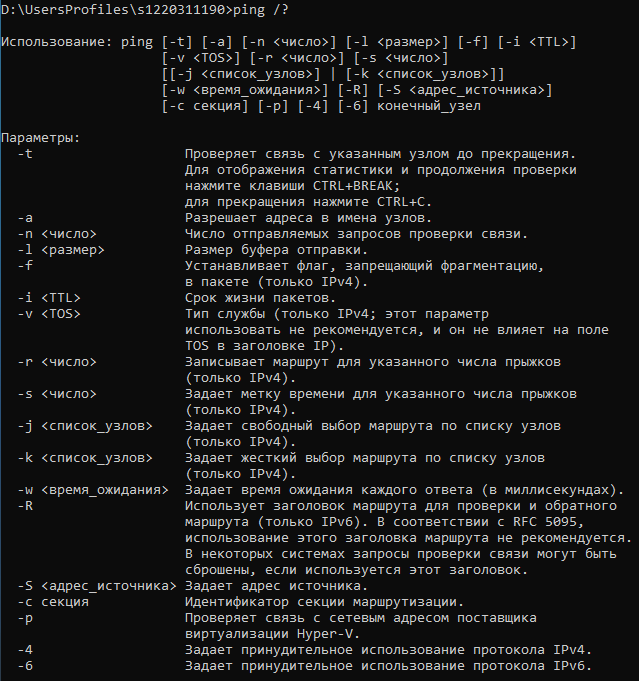 D:\UsersProfiles\s1220311190>ping /?
Использование: ping [-t] [-a] [-n <число>] [-l <размер>] [-f] [-i <TTL>]
[-v <TOS>] [-r <число>] [-s <число>]
[[-j <список_узлов>] | [-k <список_узлов>]]
[-w <время_ожидания>] [-R] [-S <адрес_источника>]
[-c секция] [-p] [-4] [-6] конечный_узел
Параметры:
-t Проверяет связь с указанным узлом до прекращения.
Для отображения статистики и продолжения проверки
нажмите клавиши CTRL+BREAK;
для прекращения нажмите CTRL+C.
-a Разрешает адреса в имена узлов.
-n <число> Число отправляемых запросов проверки связи.
-l <размер> Размер буфера отправки.
-f Устанавливает флаг, запрещающий фрагментацию,
в пакете (только IPv4).
-i <TTL> Срок жизни пакетов.
-v <TOS> Тип службы (только IPv4; этот параметр
использовать не рекомендуется, и он не влияет на поле
TOS в заголовке IP).
-r <число> Записывает маршрут для указанного числа прыжков
(только IPv4).
-s <число> Задает метку времени для указанного числа прыжков
(только IPv4).
-j <список_узлов> Задает свободный выбор маршрута по списку узлов
(только IPv4).
-k <список_узлов> Задает жесткий выбор маршрута по списку узлов
(только IPv4).
-w <время_ожидания> Задает время ожидания каждого ответа (в миллисекундах).
-R Использует заголовок маршрута для проверки и обратного
маршрута (только IPv6). В соответствии с RFC 5095,
использование этого заголовка маршрута не рекомендуется.
В некоторых системах запросы проверки связи могут быть
сброшены, если используется этот заголовок.
-S <адрес_источника> Задает адрес источника.
-c секция Идентификатор секции маршрутизации.
-p Проверяет связь с сетевым адресом поставщика
виртуализации Hyper-V.
-4 Задает принудительное использование протокола IPv4.
-6 Задает принудительное использование протокола IPv6.